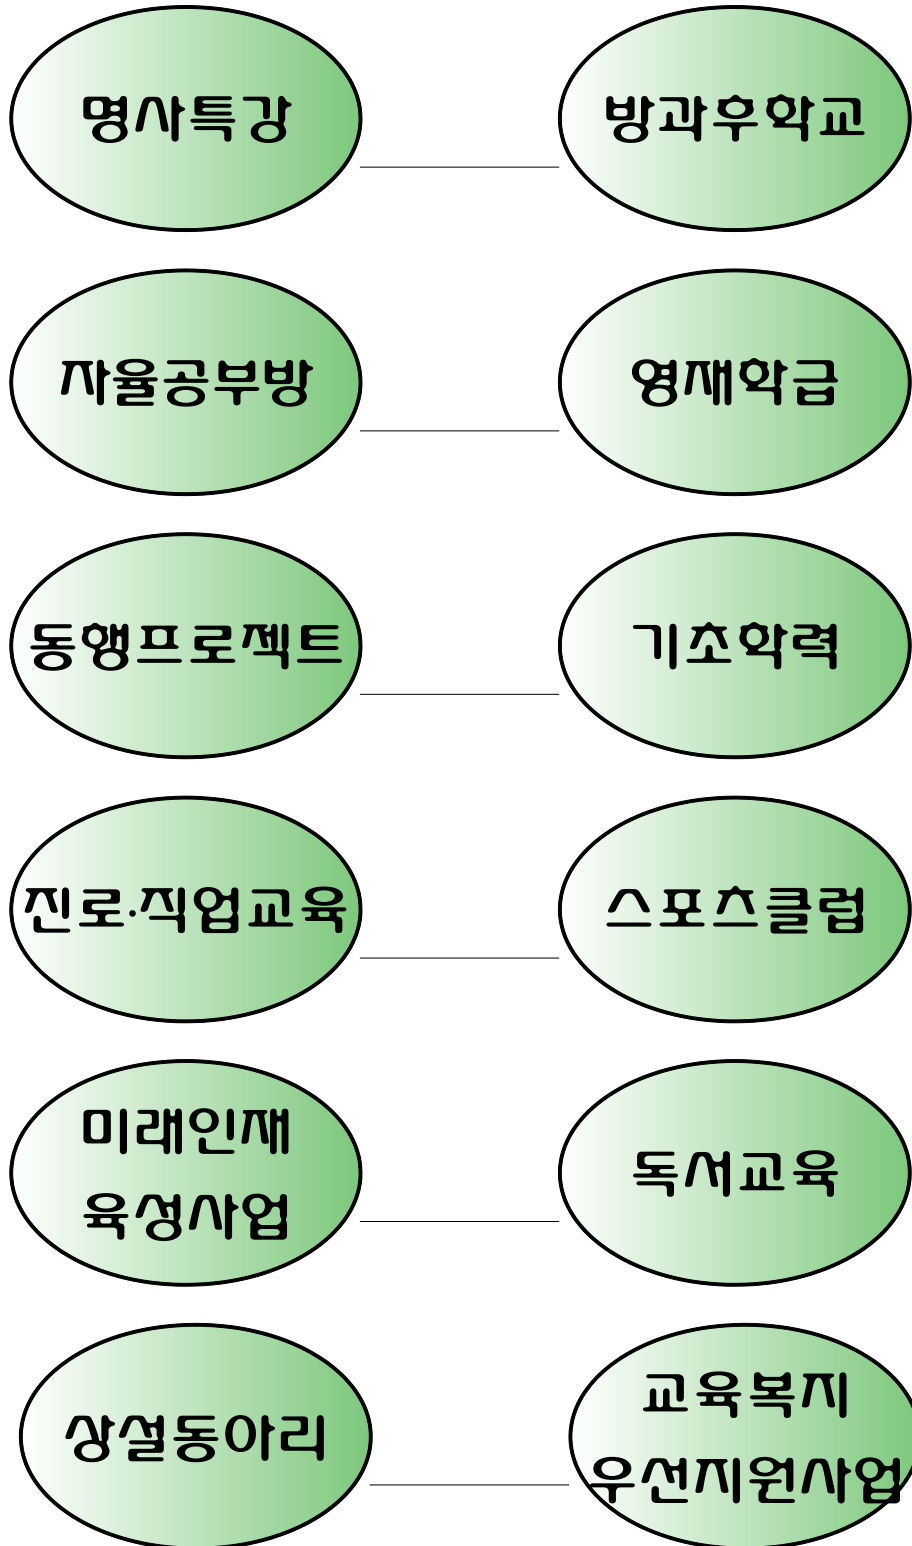 명사특강
방과후학교
자율공부방
영재학급
동행프로젝트
기초학력
진로·직업교육
스포츠클럽
미래인재
육성사업
독서교육
상설동아리
교육복지
우선지원사업